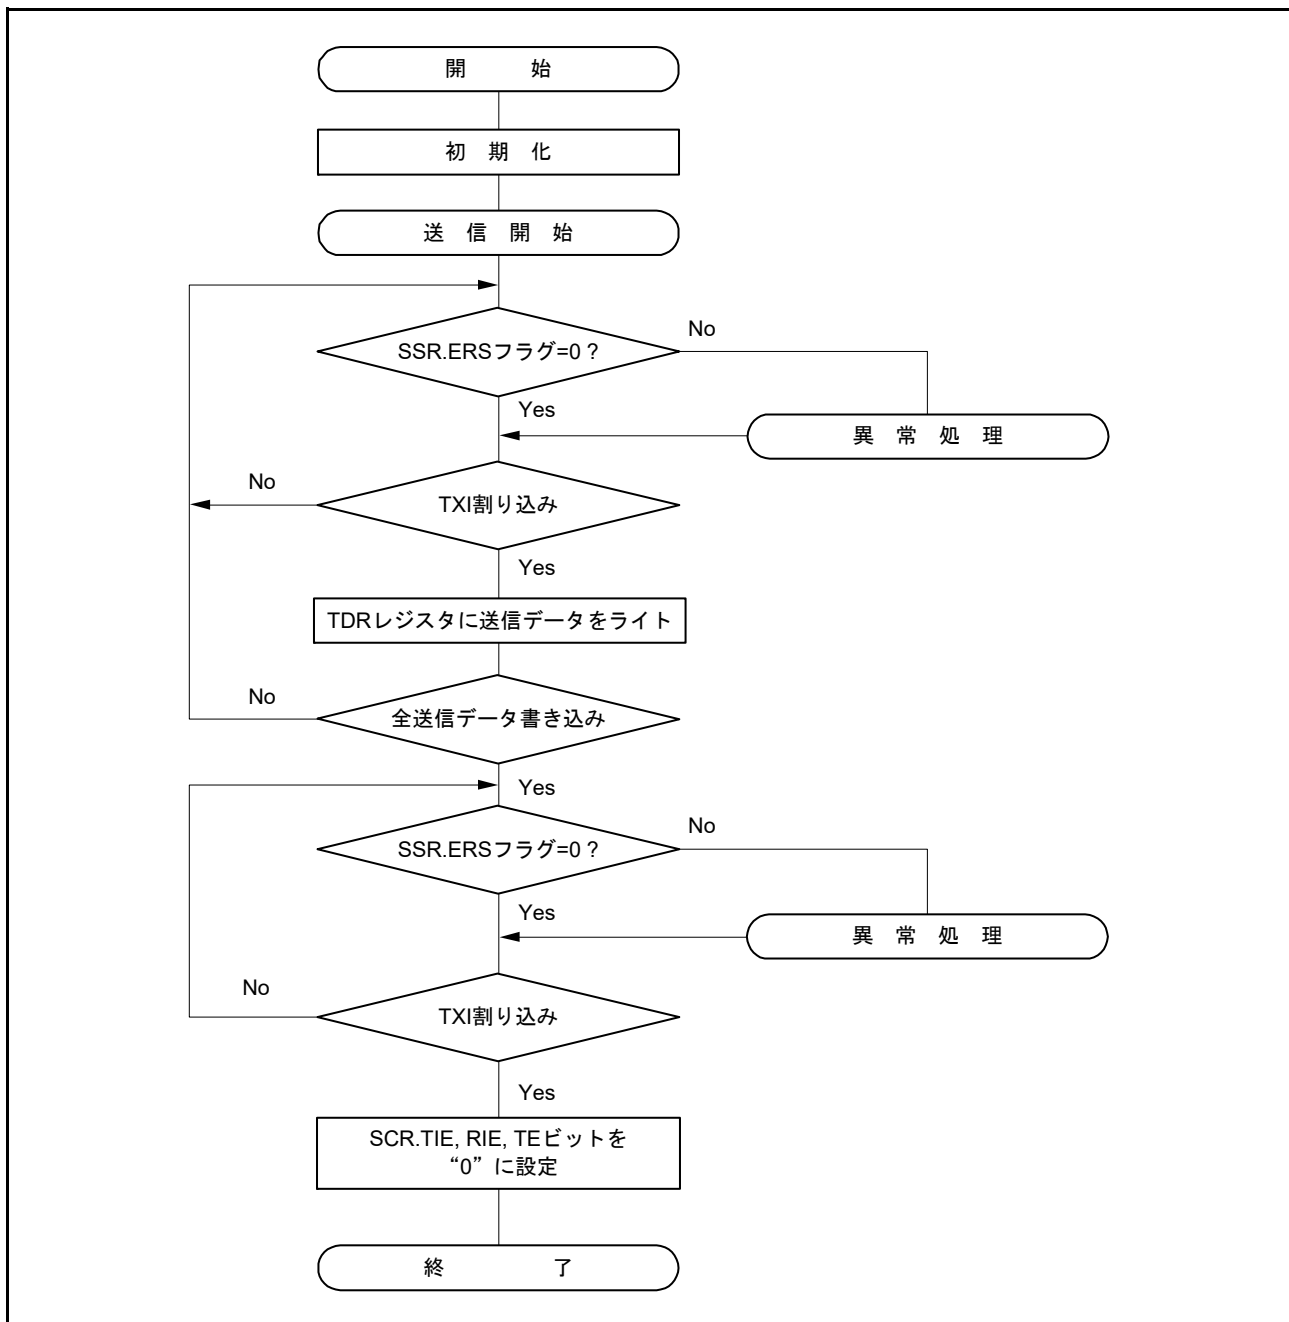 開 始
初 期 化
送 信 開 始
SSR.ERSフラグ=0 ?
No
Yes
異 常 処 理
No
TXI割り込み
Yes
TDRレジスタに送信データをライト
No
全送信データ書き込み
Yes
SSR.ERSフラグ=0 ?
No
Yes
異 常 処 理
No
TXI割り込み
Yes
SCR.TIE, RIE, TEビットを
“0”に設定
終 了